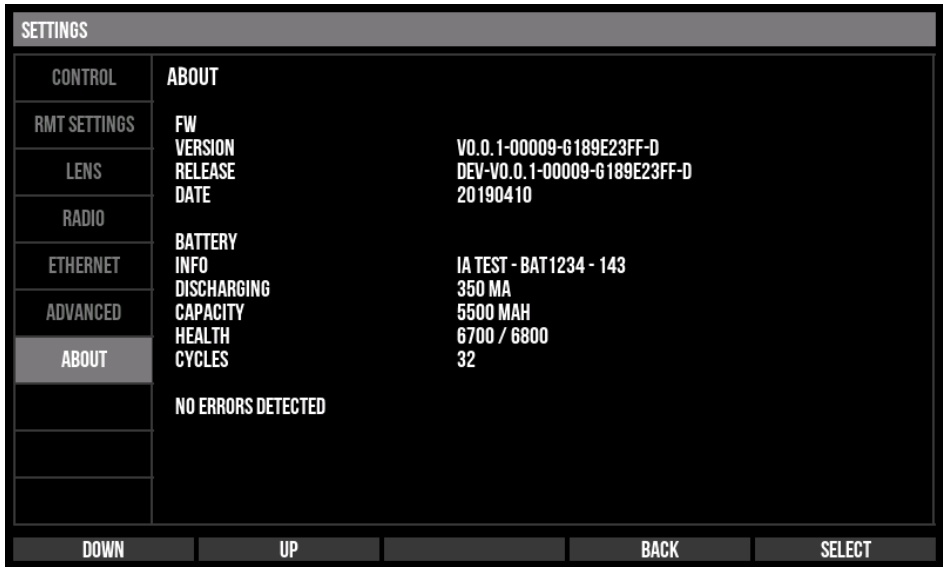 SETTINGS
CONTROL
RMT SETTINGS
LENS
RADIO
ETHERNET
ADVANCED
ABOUT
ABOUT
FW
VERSION V0.0.1-00009-G189E23FF-D
RELEASE DEV-V0.0.1-00009-G189E23FF-D
DATE 20190410
BATTERY
INFO IA TEST - BAT1234 - 143
DISCHARGING 350 MA
CAPACITY 5500 MAH
HEALTH 6700 / 6800
CYCLES 32
NO ERRORS DETECTED
DOWN UP BACK SELECT